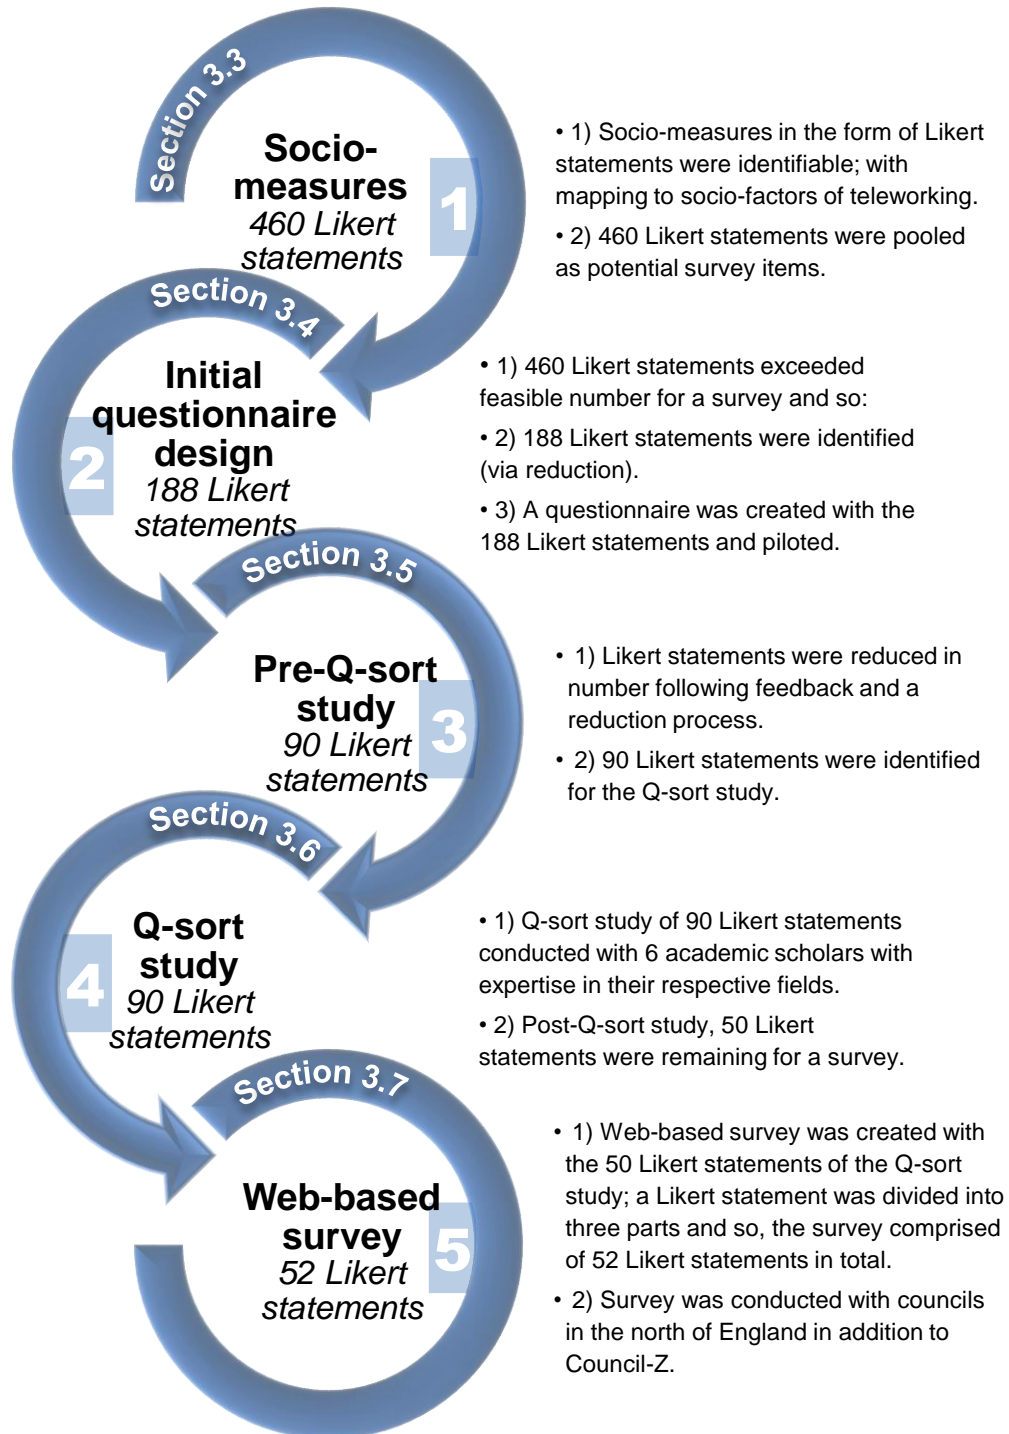 Section 3.3
Socio-
measures
460 Likert
statements
1
• 1) Socio-measures in the form of Likert
statements were identifiable; with
mapping to socio-factors of teleworking.
• 2) 460 Likert statements were pooled
as potential survey items.
Section 3.4
Initial
questionnaire
design
188 Likert
statements
2
• 1) 460 Likert statements exceeded
feasible number for a survey and so:
• 2) 188 Likert statements were identified
(via reduction).
• 3) A questionnaire was created with the
188 Likert statements and piloted.
Section 3.5
Pre-Q-sort
study
90 Likert
statements
3
• 1) Likert statements were reduced in
number following feedback and a
reduction process.
• 2) 90 Likert statements were identified
for the Q-sort study.
Section 3.6
Q-sort
study
90 Likert
statements
4
• 1) Q-sort study of 90 Likert statements
conducted with 6 academic scholars with
expertise in their respective fields.
• 2) Post-Q-sort study, 50 Likert
statements were remaining for a survey.
Section 3.7
Web-based
survey
52 Likert
statements
5
• 1) Web-based survey was created with
the 50 Likert statements of the Q-sort
study; a Likert statement was divided into
three parts and so, the survey comprised
of 52 Likert statements in total.
• 2) Survey was conducted with councils
in the north of England in addition to
Council-Z.